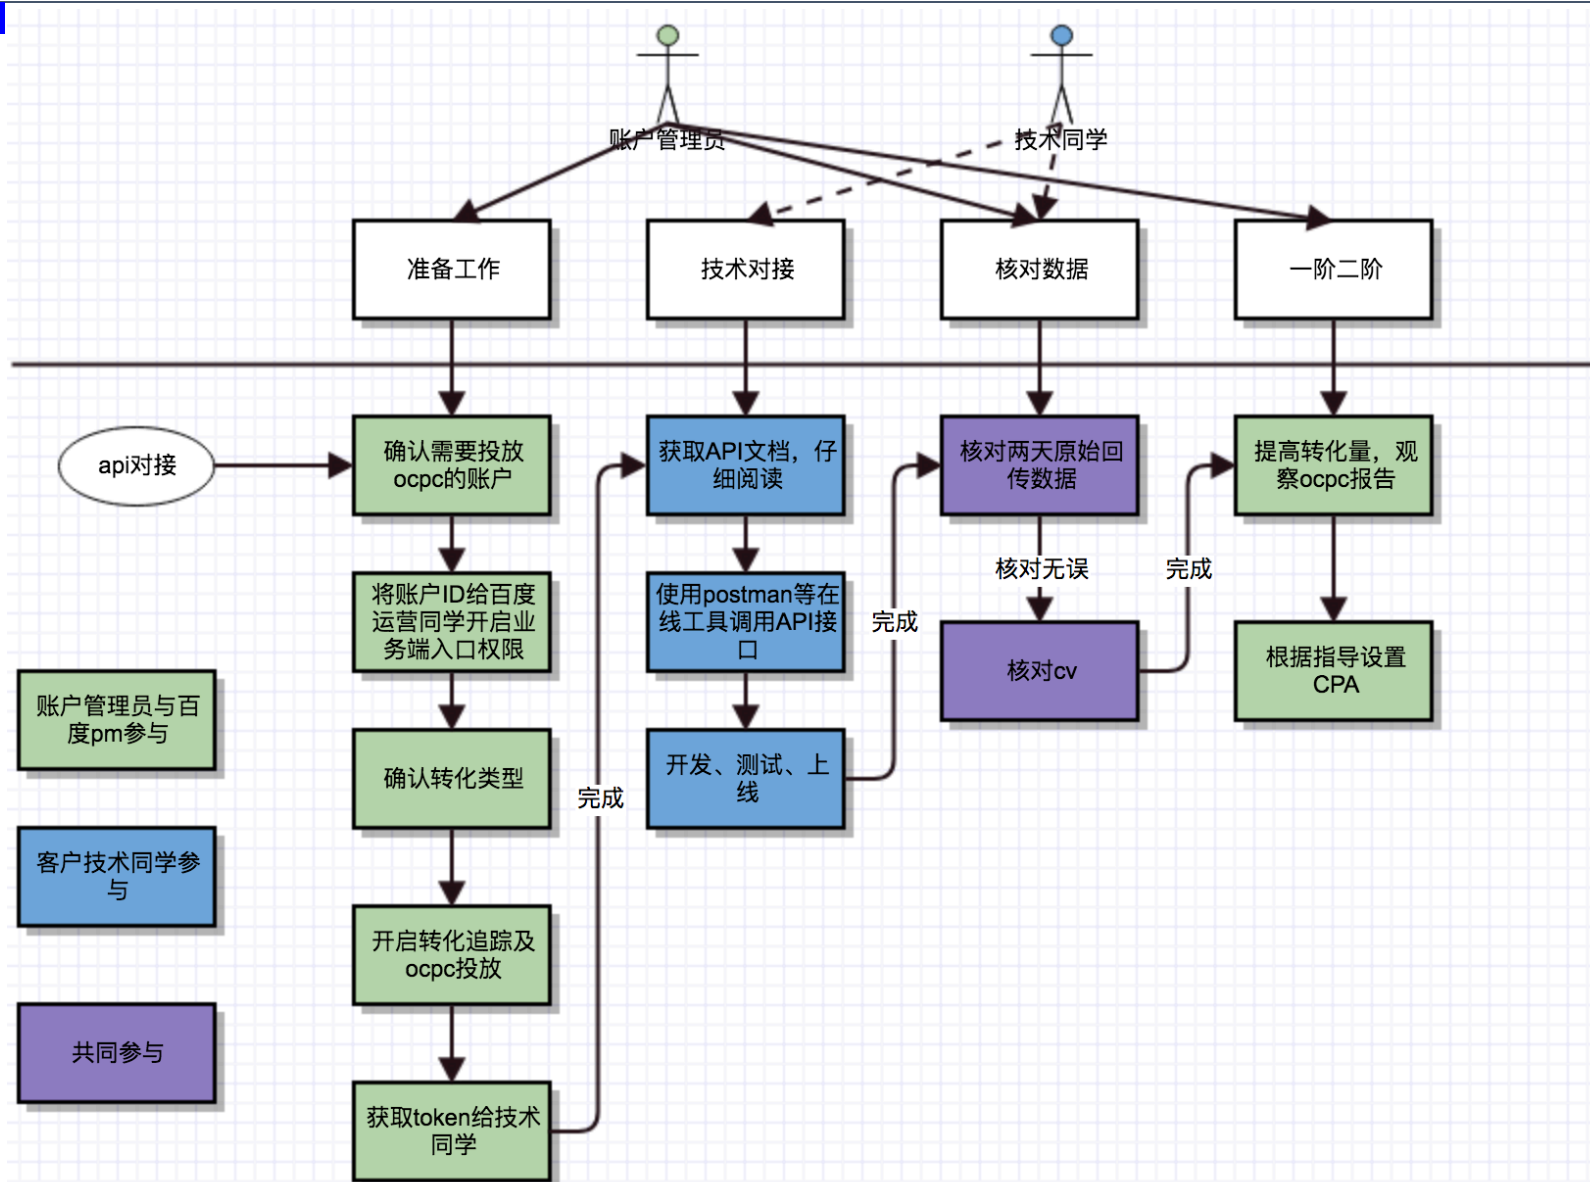 账户管理员
技术同学
准备工作
技术对接
核对数据
一阶二阶
api对接
确认需要投放
ocpc的账户
获取API文档，仔
细阅读
核对两天原始回
传数据
提高转化量，观
察ocpc报告
将账户ID给百度
运营同学开启业
务端入口权限
使用postman等在
线工具调用API接
口
完成
核对无误
完成
核对cv
根据指导设置
CPA
账户管理员与百
度pm参与
确认转化类型
完成
开发、测试、上
线
客户技术同学参
与
开启转化追踪及
ocpc投放
共同参与
获取token给技术
同学